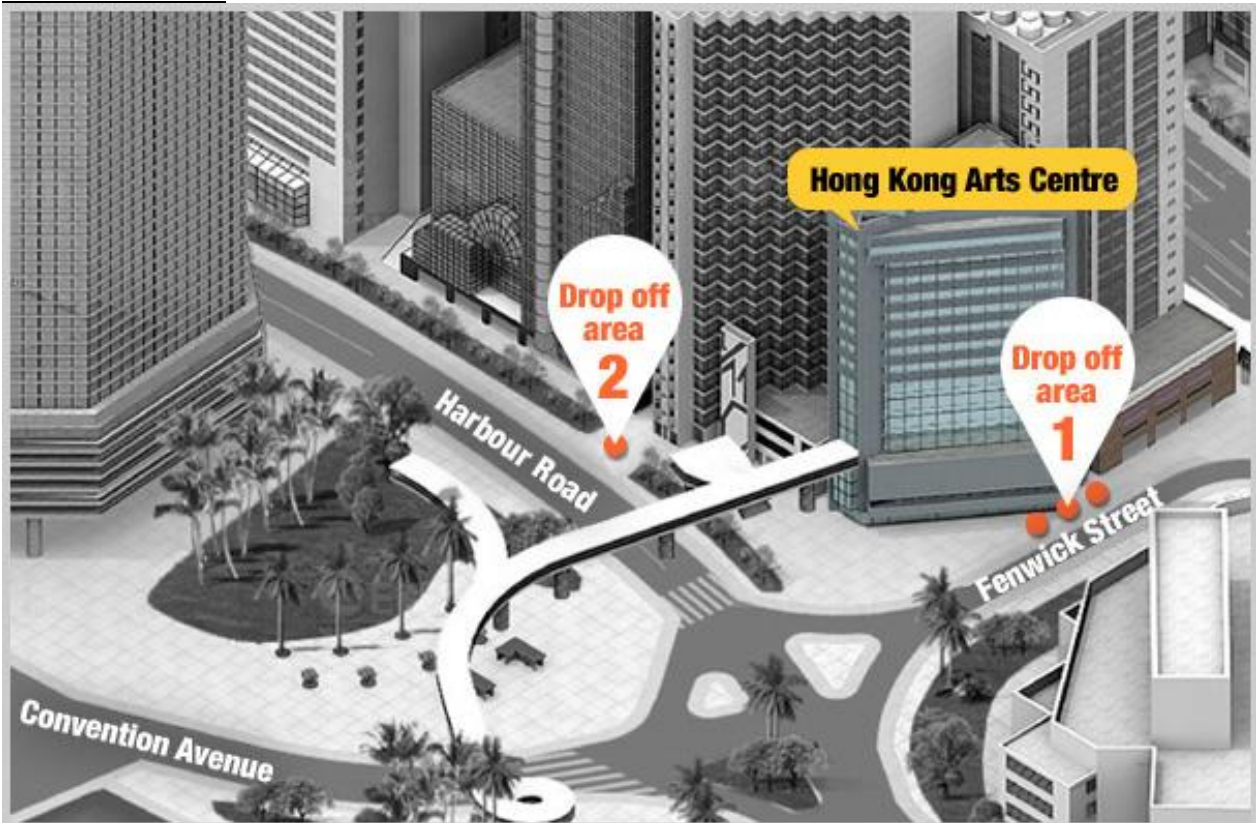 Hong Kong Arts Centre
Drop off
area
2
Drop off
area
1
Harbour Road
Fenwick Street
Convention Avenue